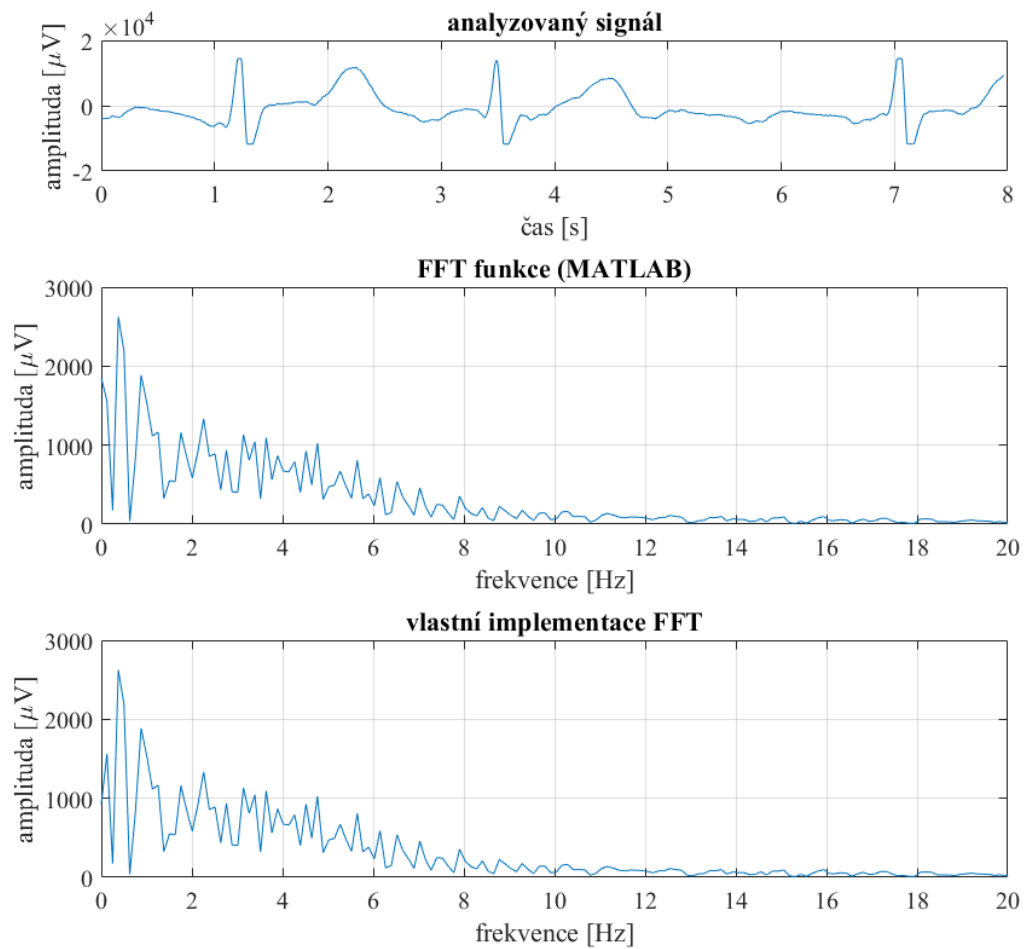 analyzovaný signál
×10⁴
2
0
-2
amplituda [μV]
0 1 2 3 4 5 6 7 8
čas [s]
FFT funkce (MATLAB)
3000
2000
1000
0
amplituda [μV]
0 2 4 6 8 10 12 14 16 18 20
frekvence [Hz]
vlastní implementace FFT
3000
2000
1000
0
amplituda [μV]
0 2 4 6 8 10 12 14 16 18 20
frekvence [Hz]